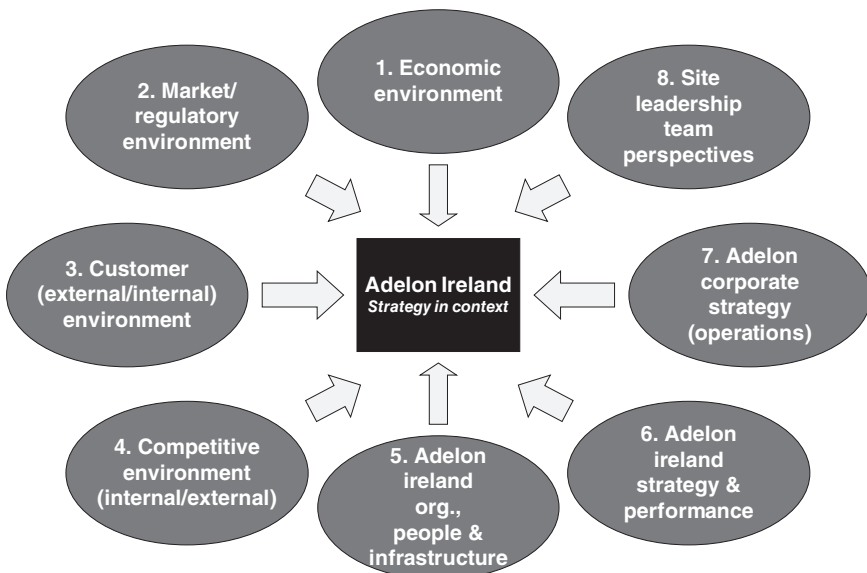 1. Economic
environment
2. Market/
regulatory
environment
3. Customer
(external/internal)
environment
4. Competitive
environment
(internal/external)
5. Adelon
ireland
org.,
people &
infrastructure
6. Adelon
ireland
strategy &
performance
7. Adelon
corporate
strategy
(operations)
8. Site
leadership
team
perspectives
Adelon Ireland
Strategy in context